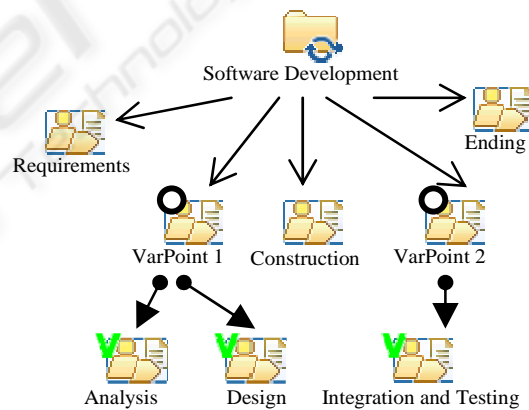 Software Development
Requirements
Ending
VarPoint 1
Construction
VarPoint 2
V
V
V
Analysis
Design
Integration and Testing